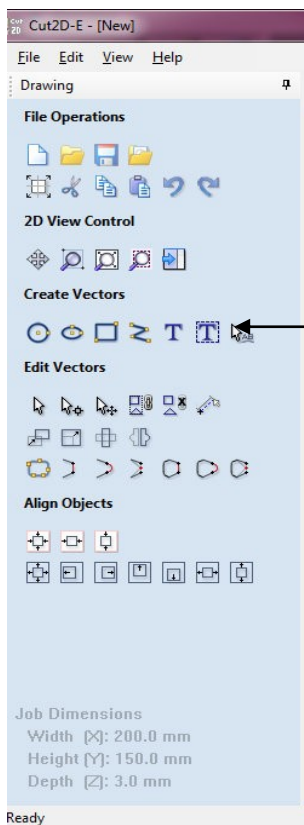 Cut2D-E - [New]
File Edit View Help
Drawing
File Operations
2D View Control
Create Vectors
T T
Edit Vectors
Align Objects
Job Dimensions
Width (X): 200.0 mm
Height (Y): 150.0 mm
Depth (Z): 3.0 mm
Ready